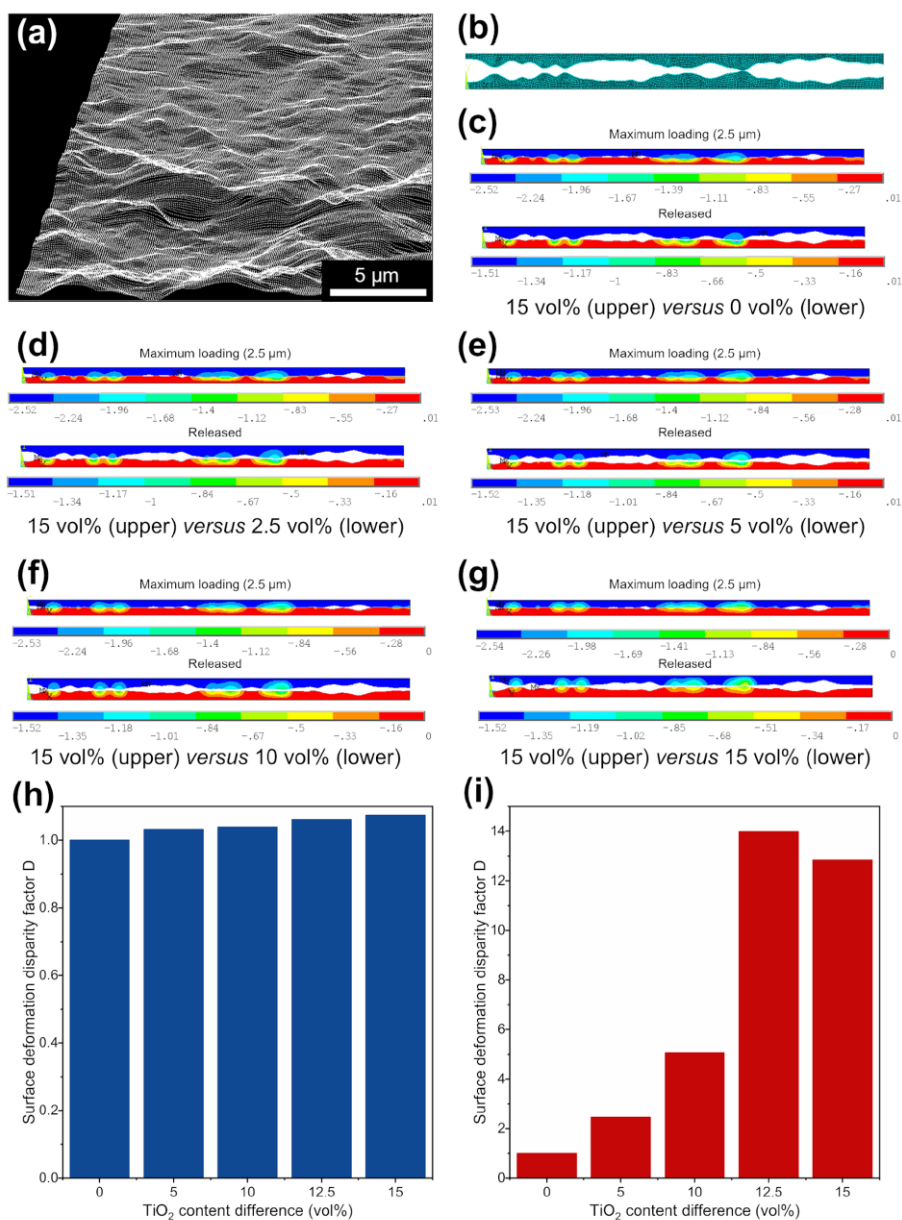 (a)
5 µm
(b)
(c)
Maximum loading (2.5 µm)
-2.52 -1.96 -1.39 -.83 -.27
-2.24 -1.67 -1.11 -.55 .01
Released
-1.51 -1.17 -.83 -.5 -.16
-1.34 -1 -.66 -.33 .01
15 vol% (upper) versus 0 vol% (lower)
(d)
Maximum loading (2.5 µm)
-2.52 -1.96 -1.4 -.83 -.27
-2.24 -1.68 -1.12 -.55 .01
Released
-1.51 -1.17 -.84 -.5 -.16
-1.34 -1 -.67 -.33 .01
15 vol% (upper) versus 2.5 vol% (lower)
(e)
Maximum loading (2.5 µm)
-2.52 -1.96 -1.4 -.84 -.28
-2.24 -1.68 -1.12 -.56 .01
Released
-1.51 -1.18 -.84 -.5 -.16
-1.35 -1.01 -.67 -.33 .01
15 vol% (upper) versus 5 vol% (lower)
(f)
Maximum loading (2.5 µm)
-2.53 -1.96 -1.4 -.84 -.28
-2.24 -1.68 -1.12 -.56 0
Released
-1.52 -1.18 -.84 -.5 -.16
-1.35 -1.01 -.67 -.33 0
15 vol% (upper) versus 10 vol% (lower)
(g)
Maximum loading (2.5 µm)
-2.54 -1.98 -1.41 -.84 -.28
-2.26 -1.69 -1.13 -.56 0
Released
-1.52 -1.19 -.85 -.51 -.17
-1.35 -1.02 -.34 0
15 vol% (upper) versus 15 vol% (lower)
(h)
Surface deformation disparity factor D
1.0
0.8
0.6
0.4
0.2
0.0
0 5 10 12.5 15
TiO₂ content difference (vol%)
(i)
Surface deformation disparity factor D
14
12
10
8
6
4
2
0
0 5 10 12.5 15
TiO₂ content difference (vol%)